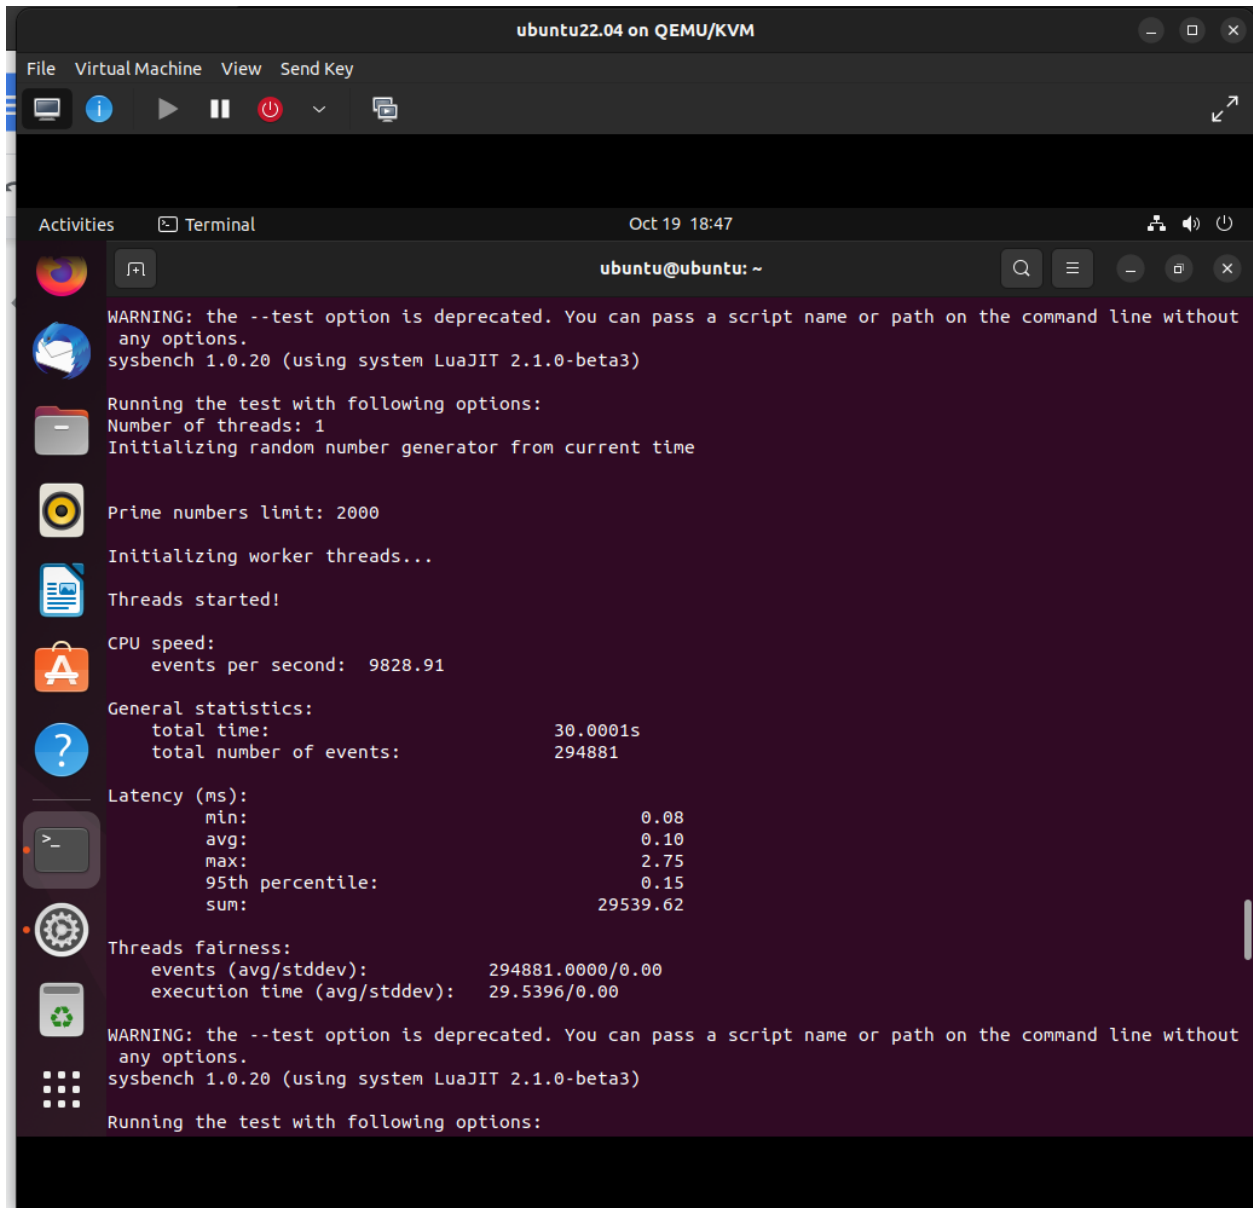 ubuntu22.04 on QEMU/KVM
File Virtual Machine View Send Key
Activities Terminal Oct 19 18:47
ubuntu@ubuntu: ~
WARNING: the --test option is deprecated. You can pass a script name or path on the command line without
any options.
sysbench 1.0.20 (using system LuaJIT 2.1.0-beta3)
Running the test with following options:
Number of threads: 1
Initializing random number generator from current time
Prime numbers limit: 2000
Initializing worker threads...
Threads started!
CPU speed:
events per second: 9828.91
General statistics:
total time: 30.0001s
total number of events: 294881
Latency (ms):
min: 0.08
avg: 0.10
max: 2.75
95th percentile: 0.15
sum: 29539.62
Threads fairness:
events (avg/stddev): 294881.0000/0.00
execution time (avg/stddev): 29.5396/0.00
WARNING: the --test option is deprecated. You can pass a script name or path on the command line without
any options.
sysbench 1.0.20 (using system LuaJIT 2.1.0-beta3)
Running the test with following options: